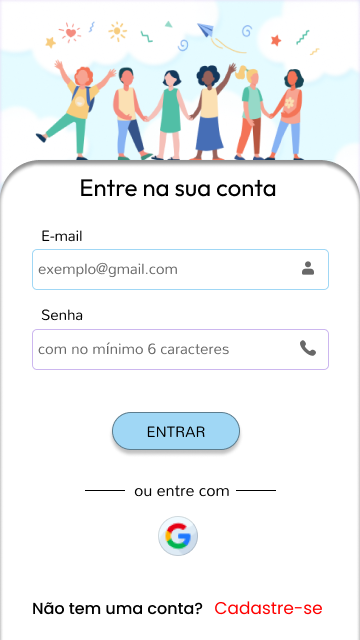 Entre na sua conta
E-mail
exemplo@gmail.com
Senha
com no mínimo 6 caracteres
ENTRAR
ou entre com
Não tem uma conta? Cadastre-se